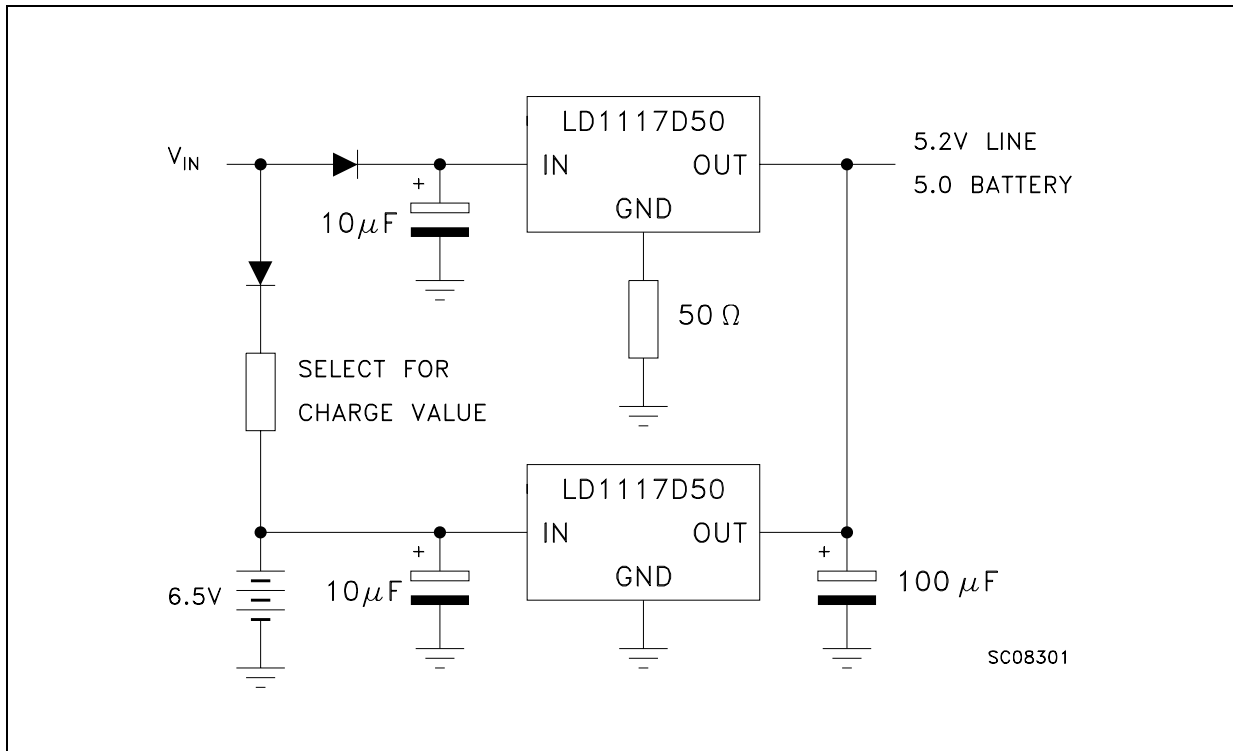 LD1117D50
V_IN
IN
OUT
5.2V LINE
5.0 BATTERY
+
10μF
GND
50 Ω
SELECT FOR
CHARGE VALUE
LD1117D50
IN
OUT
+
+
6.5V
10μF
GND
100 μF
SC08301